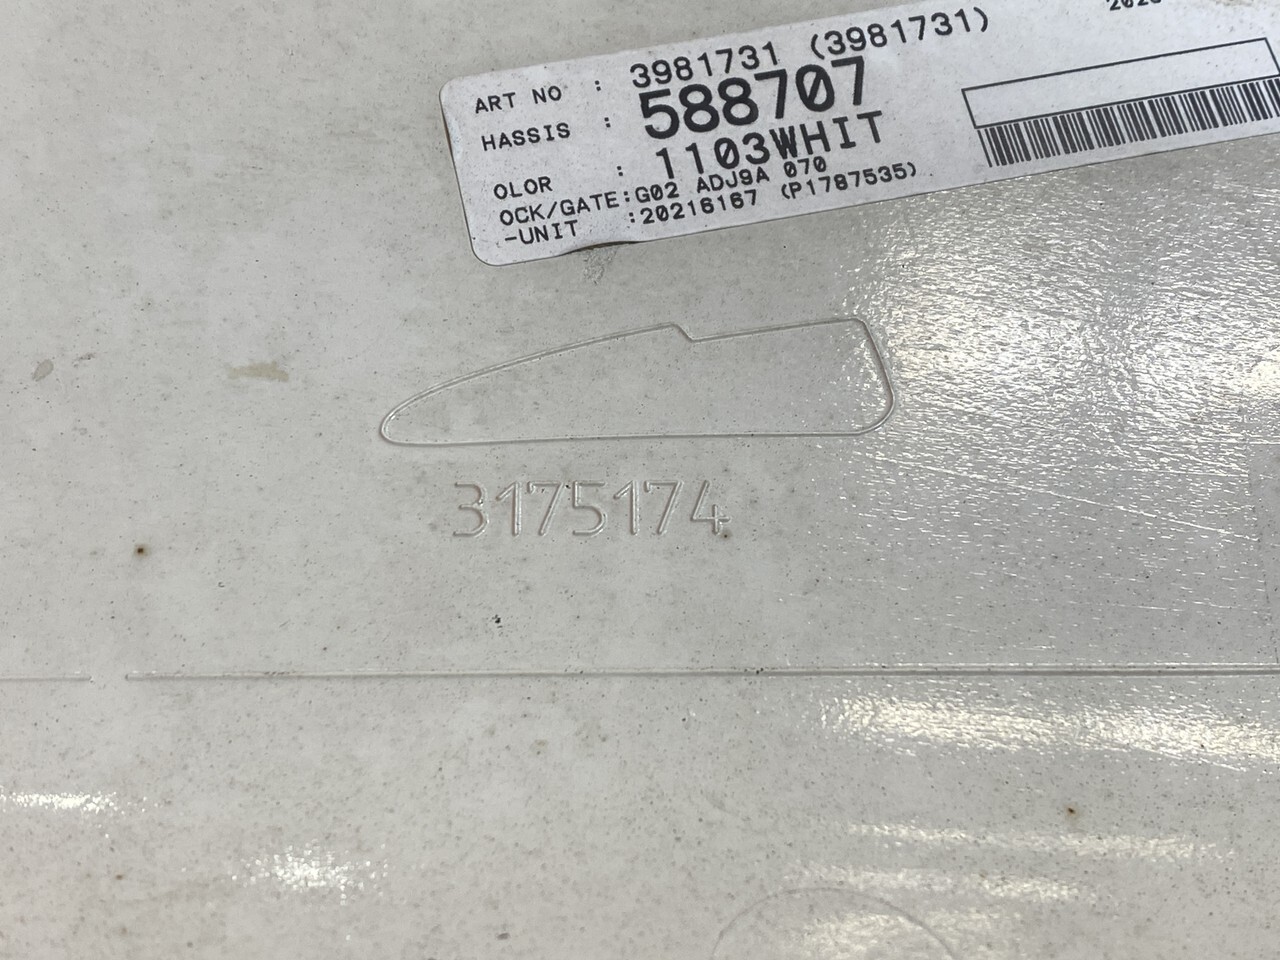 ART NO : 3981731 (3981731)
HASSIS : 588707
OLOR : 1103WHIT
OCK/GATE:G02 ADJ9A 070
-UNIT :20216167 (P1787535)
3175174